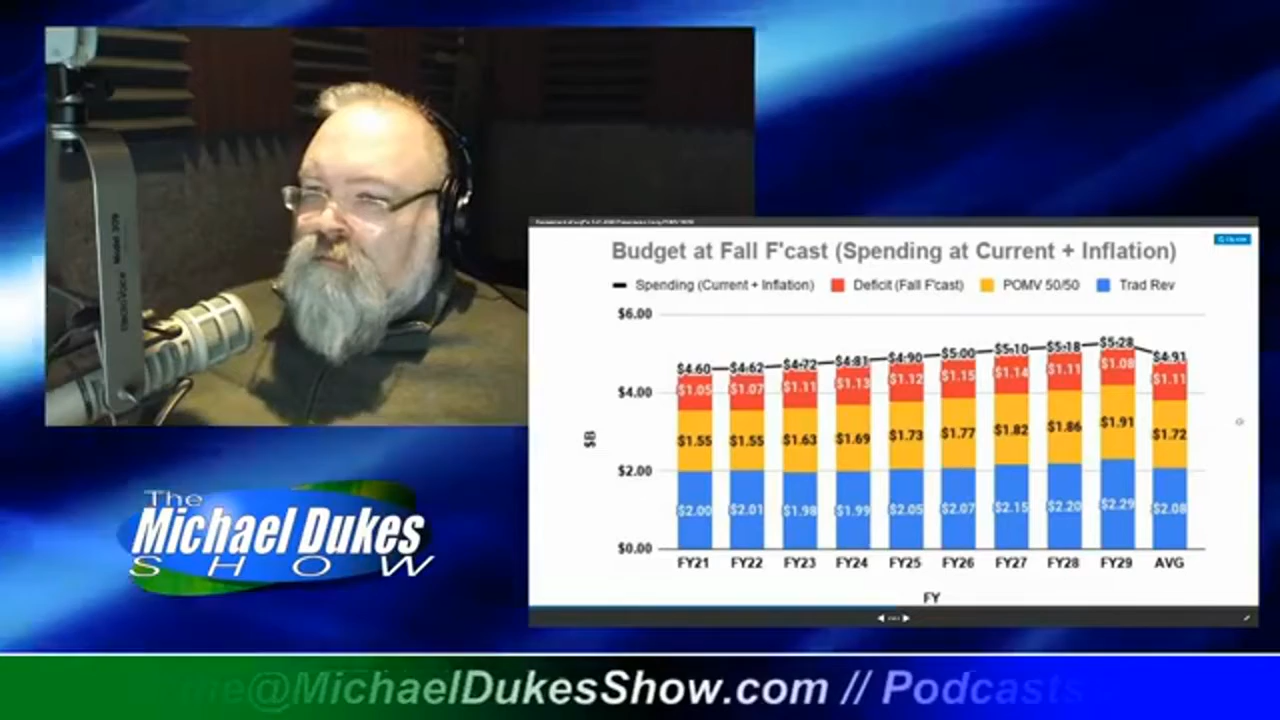 Budget at Fall F'cast (Spending at Current + Inflation)
Spending (Current + Inflation) Deficit (Fall F'cast) POMV 50/50 Trad Rev
$6.00
$4.60 $4.62 $4.72 $4.81 $4.90 $5.00 $5.10 $5.18 $5.28 $4.91
$1.05 $1.07 $1.11 $1.13 $1.12 $1.15 $1.14 $1.11 $1.08 $1.11
$4.00
$1.55 $1.55 $1.63 $1.69 $1.73 $1.77 $1.82 $1.86 $1.91 $1.72
$B
$2.00
$2.00 $2.01 $1.98 $1.99 $2.05 $2.07 $2.15 $2.20 $2.29 $2.08
$0.00
FY21 FY22 FY23 FY24 FY25 FY26 FY27 FY28 FY29 AVG
FY
The
Michael Dukes
SHOW
@MichaelDukesShow.com // Podcasts